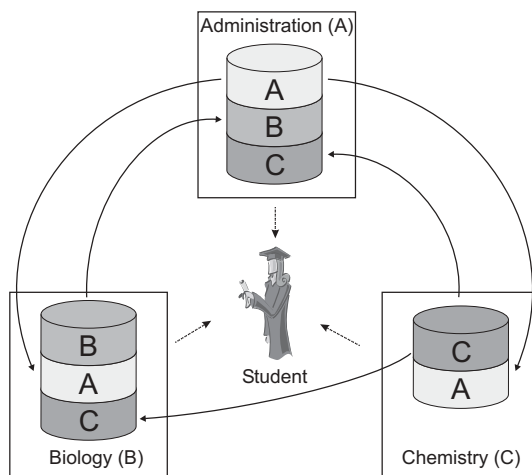 Administration (A)
A
B
C
B
A
C
Biology (B)
Student
C
A
Chemistry (C)